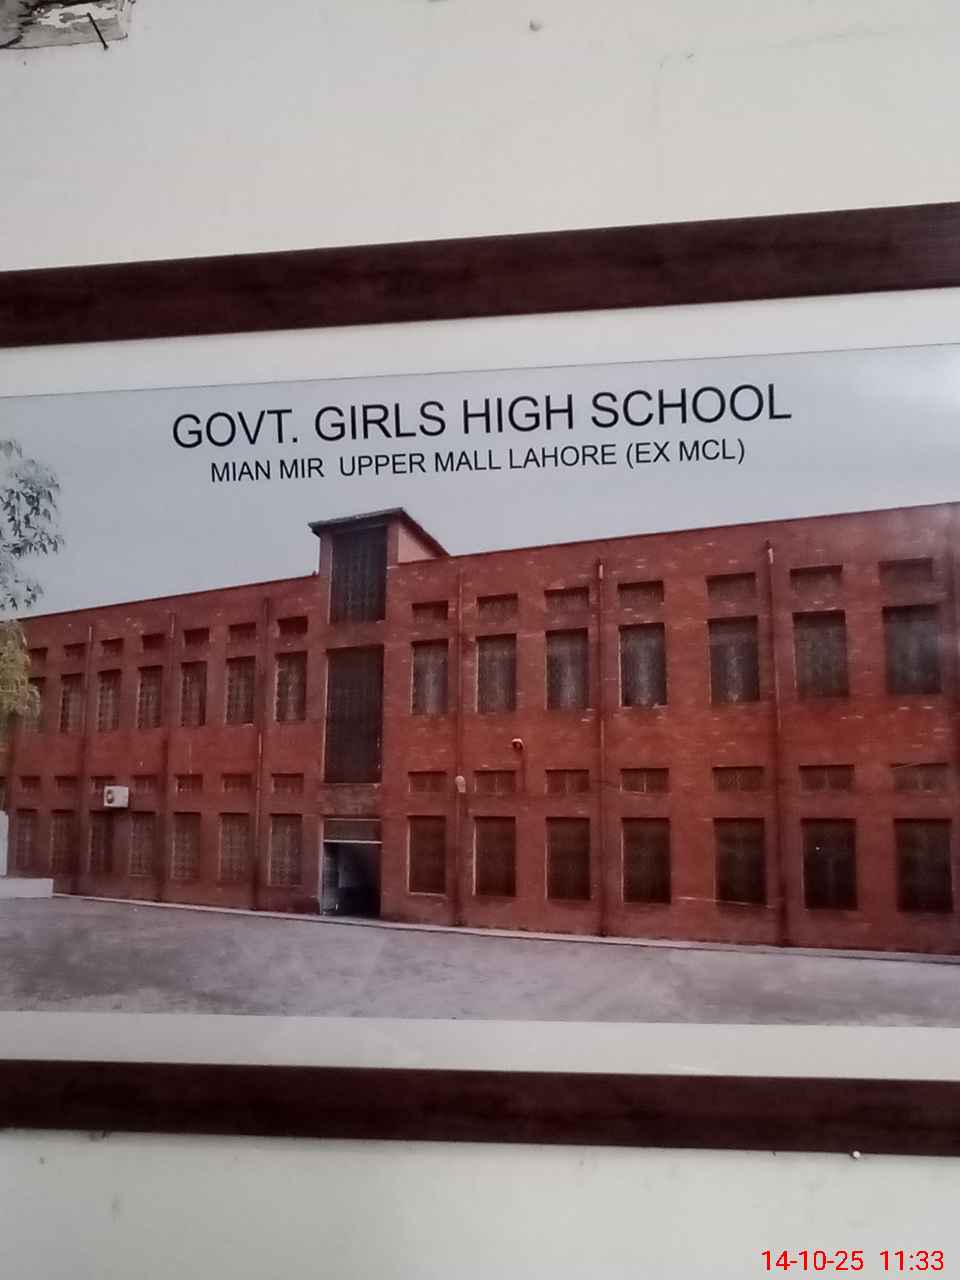 GOVT. GIRLS HIGH SCHOOL
MIAN MIR UPPER MALL LAHORE (EX MCL)
14-10-25 11:33